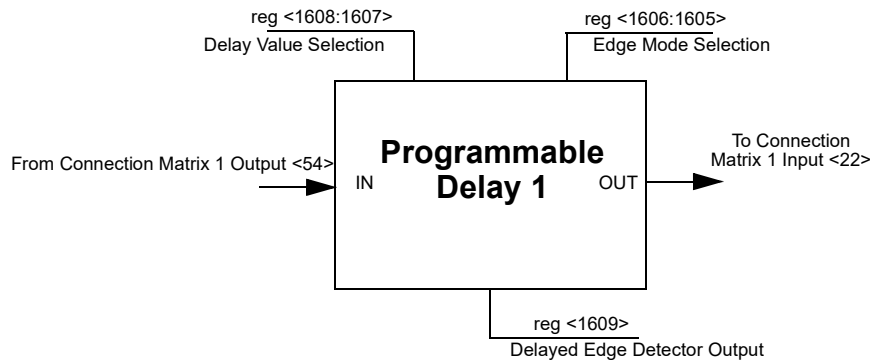 reg <1608:1607>
Delay Value Selection
reg <1606:1605>
Edge Mode Selection
From Connection Matrix 1 Output <54>
IN
Programmable
Delay 1
OUT
To Connection
Matrix 1 Input <22>
reg <1609>
Delayed Edge Detector Output